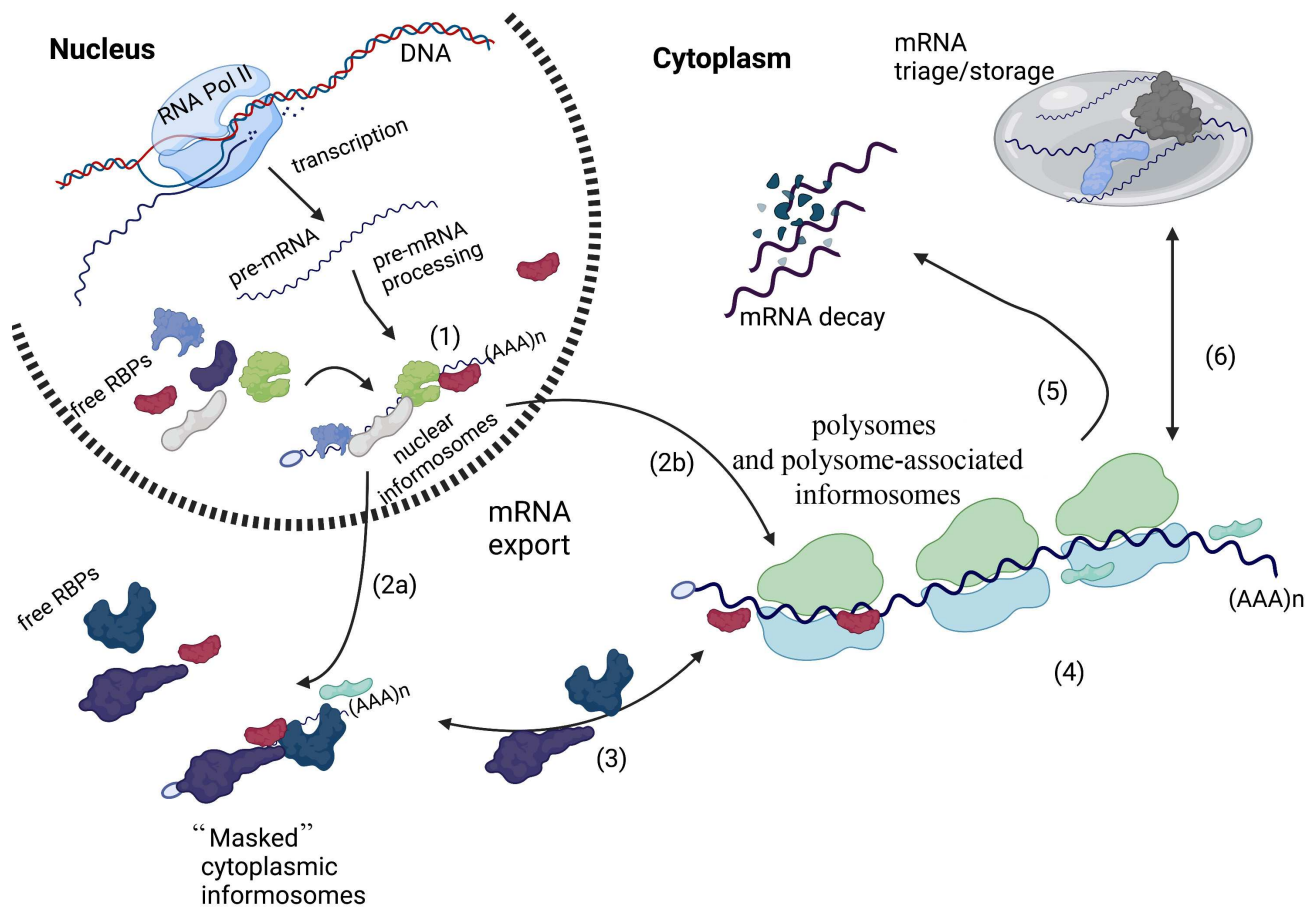 Nucleus
DNA
RNA Pol II
transcription
pre-mRNA
pre-mRNA
processing
free RBPs
(1)
(AAA)n
nuclear
informosomes
mRNA
export
(2a)
(2b)
free RBPs
(AAA)n
“Masked”
cytoplasmic
informosomes
(3)
Cytoplasm
mRNA
triage/storage
mRNA decay
(5)
(6)
polysomes
and polysome-associated
informosomes
(AAA)n
(4)